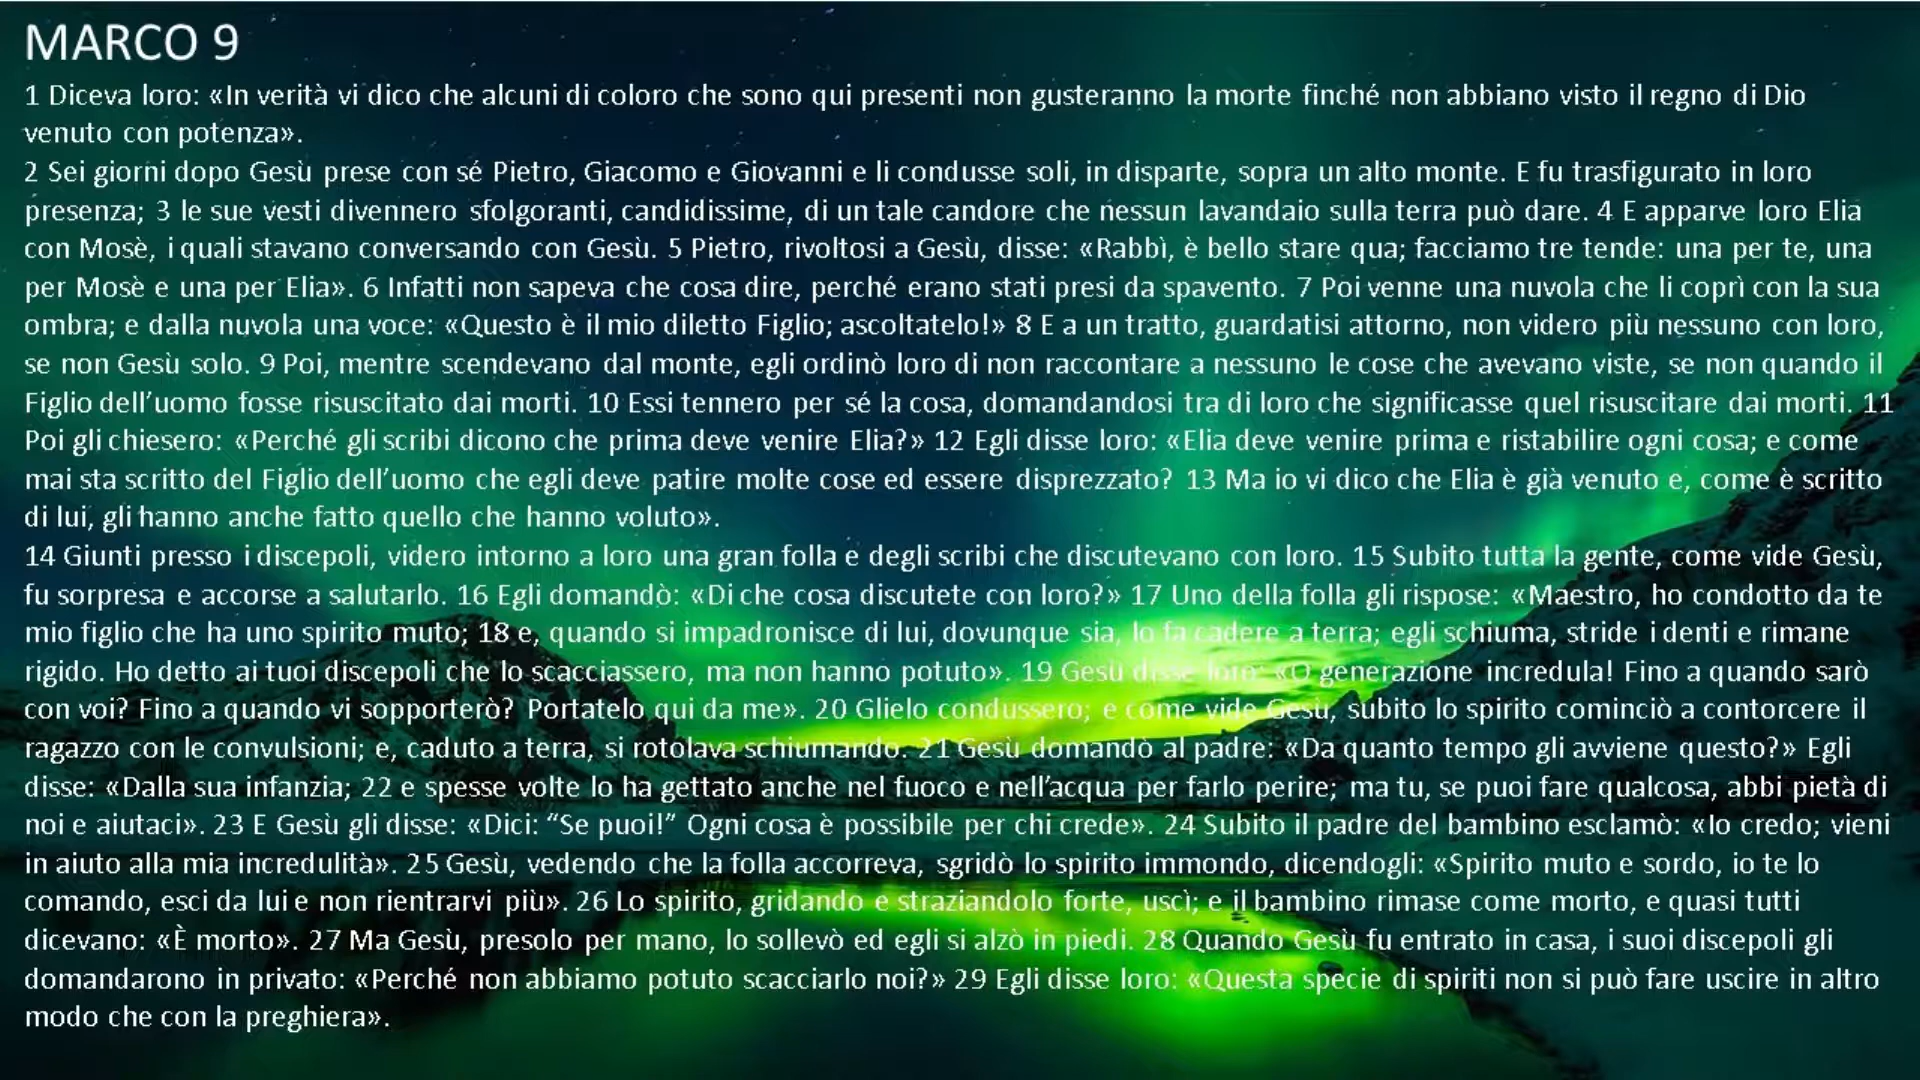 MARCO 9
1 Diceva loro: «In verità vi dico che alcuni di coloro che sono qui presenti non gusteranno la morte finché non abbiano visto il regno di Dio
venuto con potenza».
2 Sei giorni dopo Gesù prese con sé Pietro, Giacomo e Giovanni e li condusse soli, in disparte, sopra un alto monte. E fu trasfigurato in loro
presenza; 3 le sue vesti divennero sfolgoranti, candidissime, di un tale candore che nessun lavandaio sulla terra può dare. 4 E apparve loro Elia
con Mosè, i quali stavano conversando con Gesù. 5 Pietro, rivoltosi a Gesù, disse: «Rabbì, è bello stare qua; facciamo tre tende: una per te, una
per Mosè e una per Elia». 6 Infatti non sapeva che cosa dire, perché erano stati presi da spavento. 7 Poi venne una nuvola che li coprì con la sua
ombra; e dalla nuvola una voce: «Questo è il mio diletto Figlio; ascoltatelo!» 8 E a un tratto, guardatisi attorno, non videro più nessuno con loro,
se non Gesù solo. 9 Poi, mentre scendevano dal monte, egli ordinò loro di non raccontare a nessuno le cose che avevano viste, se non quando il
Figlio dell’uomo fosse risuscitato dai morti. 10 Essi tennero per sé la cosa, domandandosi tra di loro che significasse quel risuscitare dai morti. 11
Poi gli chiesero: «Perché gli scribi dicono che prima deve venire Elia?» 12 Egli disse loro: «Elia deve venire prima e ristabilire ogni cosa; e come
mai sta scritto del Figlio dell’uomo che egli deve patire molte cose ed essere disprezzato? 13 Ma io vi dico che Elia è già venuto e, come è scritto
di lui, gli hanno anche fatto quello che hanno voluto».
14 Giunti presso i discepoli, videro intorno a loro una gran folla e degli scribi che discutevano con loro. 15 Subito tutta la gente, come vide Gesù,
fu sorpresa e accorse a salutarlo. 16 Egli domandò: «Di che cosa discutete con loro?» 17 Uno della folla gli rispose: «Maestro, ho condotto da te
mio figlio che ha uno spirito muto; 18 e, quando si impadronisce di lui, dovunque sia, lo fa cadere a terra; egli schiuma, stride i denti e rimane
rigido. Ho detto ai tuoi discepoli che lo scacciassero, ma non hanno potuto». 19 Gesù disse loro: «O generazione incredula! Fino a quando sarò
con voi? Fino a quando vi sopporterò? Portatelo qui da me». 20 Glielo condussero; e come vide Gesù, subito lo spirito cominciò a contorcere il
ragazzo con le convulsioni; e, caduto a terra, si rotolava schiumando. 21 Gesù domandò al padre: «Da quanto tempo gli avviene questo?» Egli
disse: «Dalla sua infanzia; 22 e spesse volte lo ha gettato anche nel fuoco e nell’acqua per farlo perire; ma tu, se puoi fare qualcosa, abbi pietà di
noi e aiutaci». 23 E Gesù gli disse: «Dici: “Se puoi!” Ogni cosa è possibile per chi crede». 24 Subito il padre del bambino esclamò: «Io credo; vieni
in aiuto alla mia incredulità». 25 Gesù, vedendo che la folla accorreva, sgridò lo spirito immondo, dicendogli: «Spirito muto e sordo, io te lo
comando, esci da lui e non rientrarvi più». 26 Lo spirito, gridando e straziandolo forte, uscì; e il bambino rimase come morto, e quasi tutti
dicevano: «È morto». 27 Ma Gesù, presolo per mano, lo sollevò ed egli si alzò in piedi. 28 Quando Gesù fu entrato in casa, i suoi discepoli gli
domandarono in privato: «Perché non abbiamo potuto scacciarlo noi?» 29 Egli disse loro: «Questa specie di spiriti non si può fare uscire in altro
modo che con la preghiera».